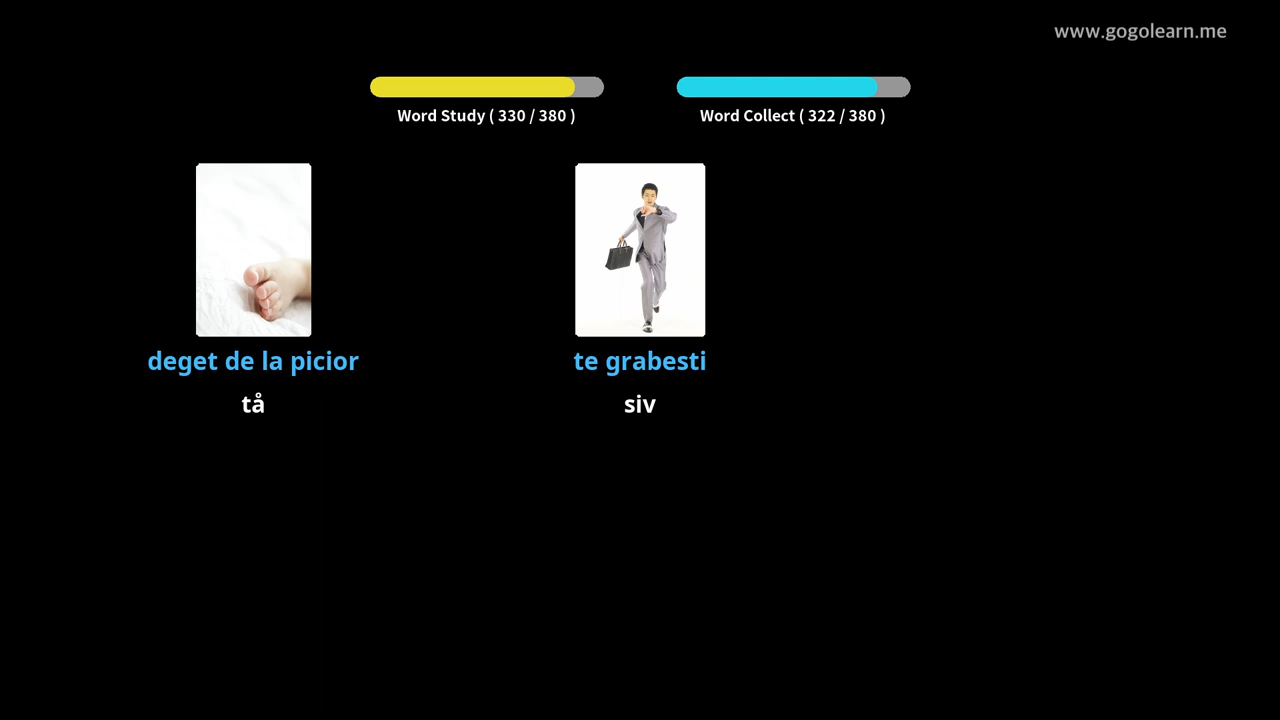 www.gogolearn.me
Word Study ( 330 / 380 )
Word Collect ( 322 / 380 )
deget de la picior
te grabesti
tå
siv